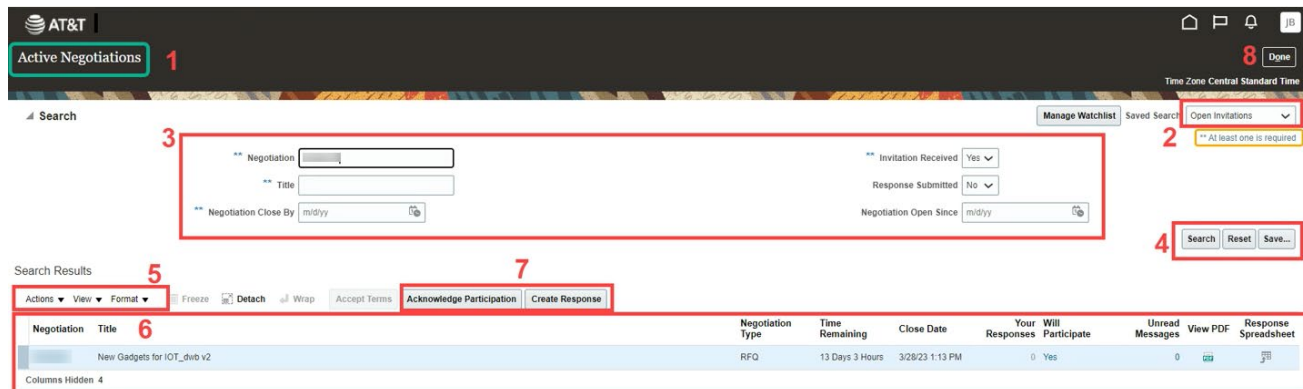 AT&T
JB
Active Negotiations 1
8 Done
Time Zone Central Standard Time
Search
Manage Watchlist Saved Search Open Invitations
2 ** At least one is required
3
** Negotiation
** Invitation Received Yes
** Title
Response Submitted No
** Negotiation Close By m/d/yy
Negotiation Open Since m/d/yy
4 Search Reset Save...
Search Results
5 7
Actions View Format Freeze Detach Wrap Accept Terms Acknowledge Participation Create Response
6
Negotiation Title Negotiation Type Time Remaining Close Date Your Responses Will Participate Unread Messages View PDF Response Spreadsheet
New Gadgets for IOT_dwb v2 RFQ 13 Days 3 Hours 3/28/23 1:13 PM 0 Yes 0
Columns Hidden 4